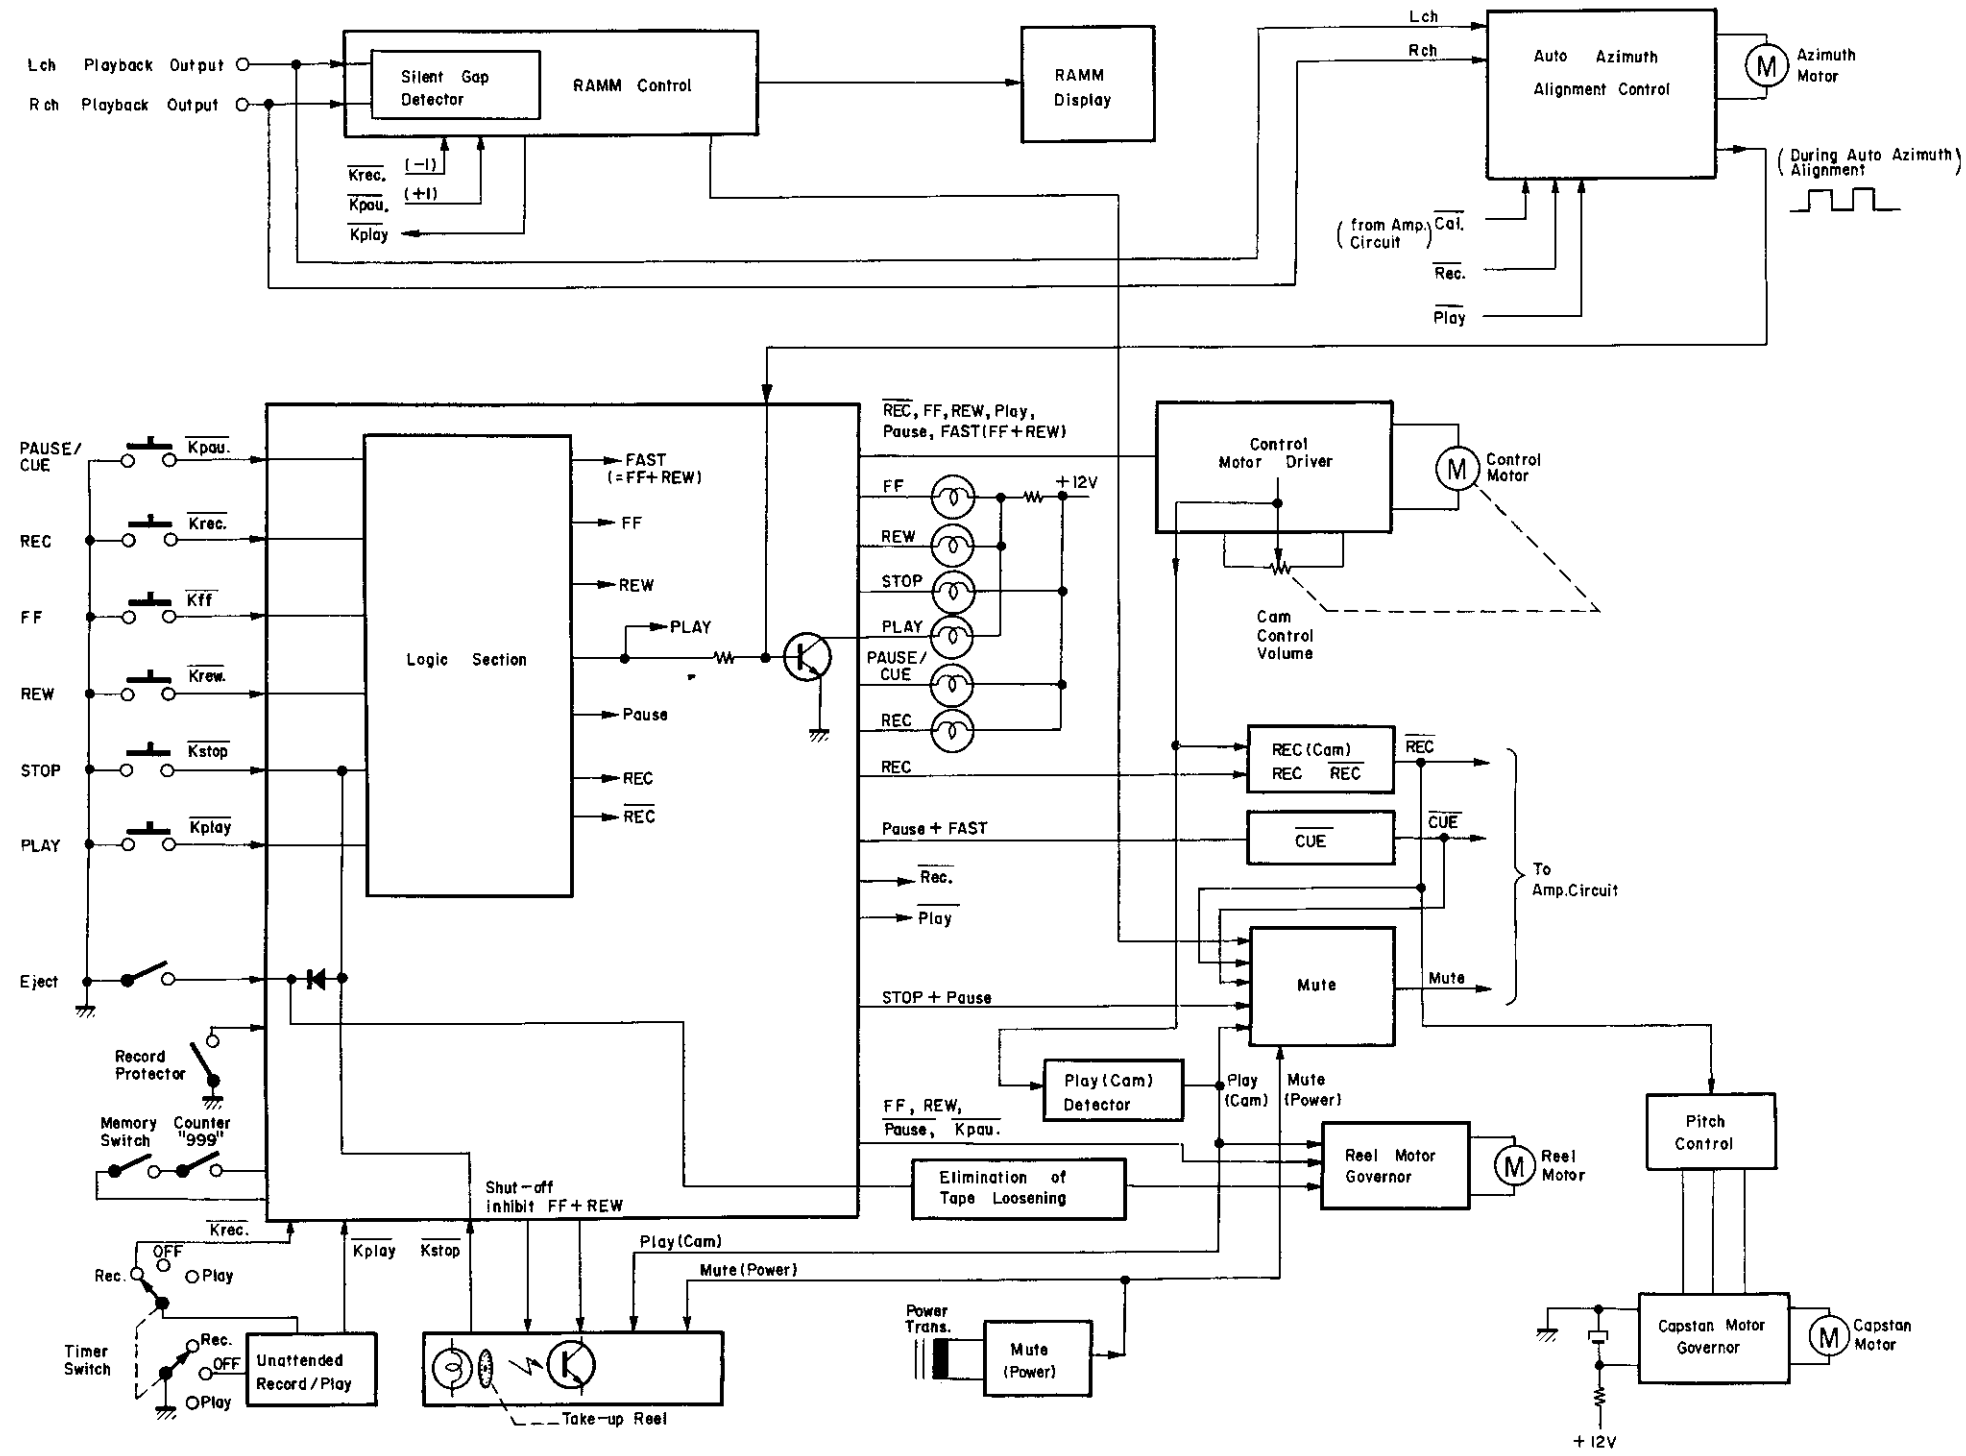 Lch Playback Output
Rch Playback Output
Silent Gap
Detector
RAMM Control
RAMM
Display
Lch
Rch
Auto Azimuth
Alignment Control
M
Azimuth
Motor
(During Auto Azimuth)
Alignment
Krec.
(-1)
Kpau.
(+1)
Kplay
(from Amp.
Circuit)
Cal.
Rec.
Play
PAUSE/
CUE
Kpau.
REC
Krec.
FF
Kff
REW
Krew.
STOP
Kstop
PLAY
Kplay
Eject
Record
Protector
Memory
Switch
Counter
"999"
Logic Section
FAST
(=FF+REW)
FF
REW
PLAY
Pause
REC
REC
REC, FF, REW, Play,
Pause, FAST(FF+REW)
FF
REW
STOP
PLAY
PAUSE/
CUE
REC
+12V
Control
Motor Driver
M
Control
Motor
Cam
Control
Volume
REC
REC(Cam)
REC REC
REC
Pause + FAST
CUE
CUE
Rec.
Play
To
Amp.Circuit
STOP + Pause
Mute
Mute
Play(Cam)
Detector
Play
(Cam)
Mute
(Power)
FF, REW,
Pause, Kpau.
Elimination of
Tape Loosening
Reel Motor
Governor
M
Reel
Motor
Pitch
Control
Shut-off
inhibit FF+REW
Krec.
Kplay
Kstop
Play(Cam)
Mute(Power)
OFF
Rec.
Play
Timer
Switch
Rec.
OFF
Play
Unattended
Record/Play
Take-up Reel
Power
Trans.
Mute
(Power)
Capstan Motor
Governor
M
Capstan
Motor
+12V